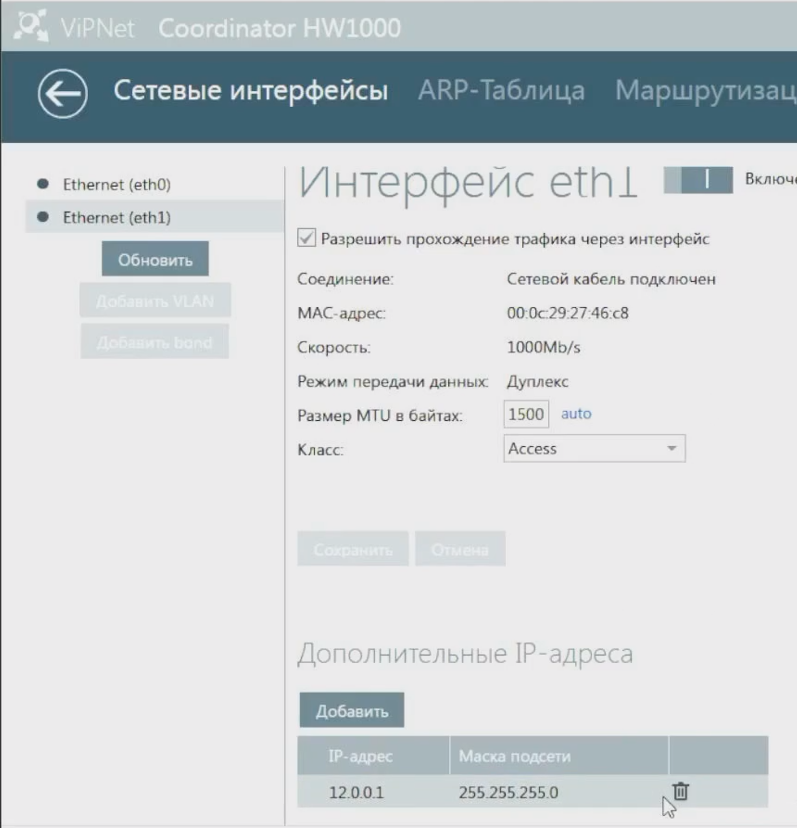 ViPNet Coordinator HW1000
Сетевые интерфейсы ARP-Таблица Маршрутизац
Ethernet (eth0)
Ethernet (eth1)
Обновить
Добавить VLAN
Добавить bond
Интерфейс eth1 Включе
Разрешить прохождение трафика через интерфейс
Соединение: Сетевой кабель подключен
MAC-адрес: 00:0c:29:27:46:c8
Скорость: 1000Mb/s
Режим передачи данных: Дуплекс
Размер MTU в байтах: 1500 auto
Класс: Access
Сохранить Отмена
Дополнительные IP-адреса
Добавить
IP-адрес Маска подсети
12.0.0.1 255.255.255.0